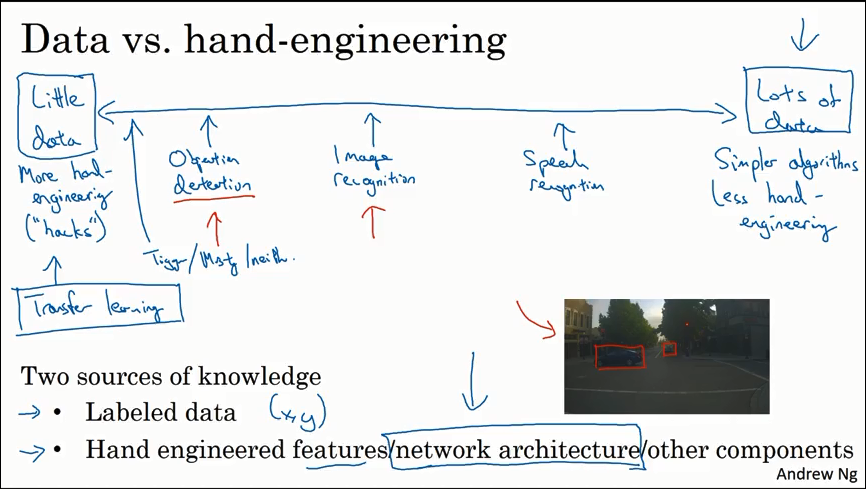 Data vs. hand-engineering
Little
data
Lots of
data
More hand-
engineering
("hacks")
detection
Image
recognition
Speech
recognition
Simpler algorithms
Less hand-
engineering
Transfer learning
Two sources of knowledge
→ • Labeled data (x,y)
→ • Hand engineered features/network architecture/other components
Andrew Ng